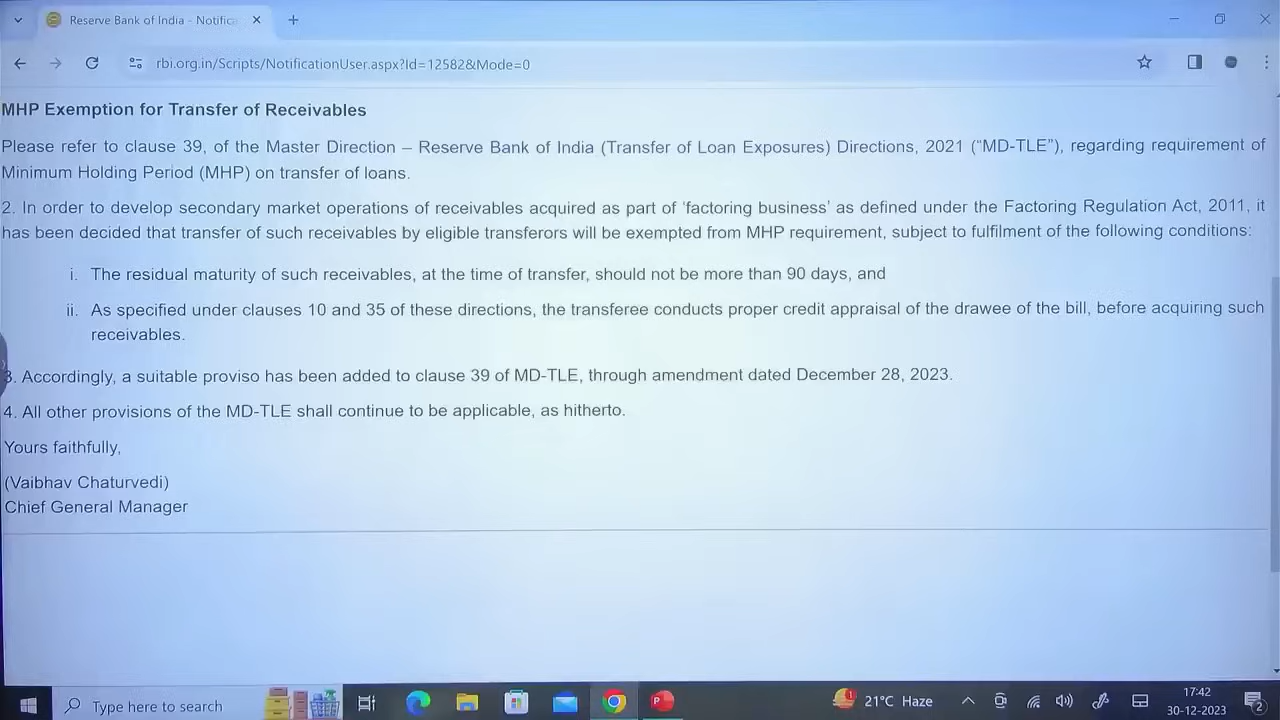 Reserve Bank of India - Notifica
rbi.org.in/Scripts/NotificationUser.aspx?Id=12582&Mode=0
MHP Exemption for Transfer of Receivables
Please refer to clause 39, of the Master Direction – Reserve Bank of India (Transfer of Loan Exposures) Directions, 2021 (“MD-TLE”), regarding requirement of
Minimum Holding Period (MHP) on transfer of loans.
2. In order to develop secondary market operations of receivables acquired as part of ‘factoring business’ as defined under the Factoring Regulation Act, 2011, it
has been decided that transfer of such receivables by eligible transferors will be exempted from MHP requirement, subject to fulfilment of the following conditions:
i. The residual maturity of such receivables, at the time of transfer, should not be more than 90 days, and
ii. As specified under clauses 10 and 35 of these directions, the transferee conducts proper credit appraisal of the drawee of the bill, before acquiring such
receivables.
3. Accordingly, a suitable proviso has been added to clause 39 of MD-TLE, through amendment dated December 28, 2023.
4. All other provisions of the MD-TLE shall continue to be applicable, as hitherto.
Yours faithfully,
(Vaibhav Chaturvedi)
Chief General Manager
Type here to search
1
21°C Haze
17:42
30-12-2023
2